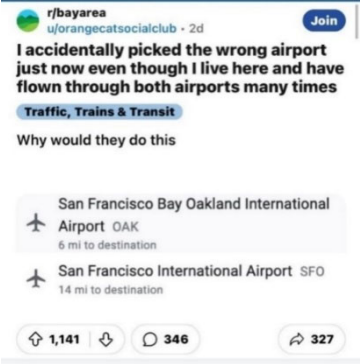 r/bayarea
u/orangecatsocialclub • 2d
Join
I accidentally picked the wrong airport
just now even though I live here and have
flown through both airports many times
Traffic, Trains & Transit
Why would they do this
San Francisco Bay Oakland International
Airport OAK
6 mi to destination
San Francisco International Airport SFO
14 mi to destination
1,141
346
327